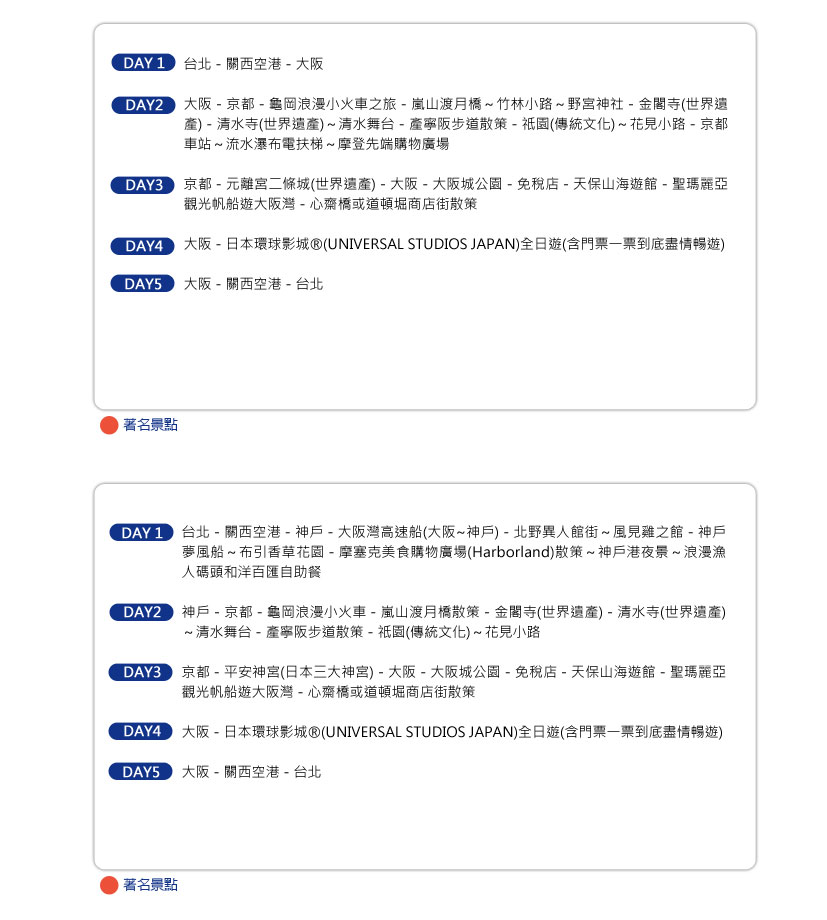 DAY 1 台北 - 關西空港 - 大阪
DAY2 大阪 - 京都 - 龜岡浪漫小火車之旅 - 嵐山渡月橋～竹林小路～野宮神社 - 金閣寺(世界遺
產) - 清水寺(世界遺產)～清水舞台 - 產寧阪步道散策 - 祇園(傳統文化)～花見小路 - 京都
車站～流水瀑布電扶梯～摩登先端購物廣場
DAY3 京都 - 元離宮二條城(世界遺產) - 大阪 - 大阪城公園 - 免稅店 - 天保山海遊館 - 聖瑪麗亞
觀光帆船遊大阪灣 - 心齋橋或道頓堀商店街散策
DAY4 大阪 - 日本環球影城®(UNIVERSAL STUDIOS JAPAN)全日遊(含門票一票到底盡情暢遊)
DAY5 大阪 - 關西空港 - 台北
著名景點
DAY 1 台北 - 關西空港 - 神戶 - 大阪灣高速船(大阪~神戶) - 北野異人館街～風見雞之館 - 神戶
夢風船～布引香草花園 - 摩塞克美食購物廣場(Harborland)散策～神戶港夜景～浪漫漁
人碼頭和洋百匯自助餐
DAY2 神戶 - 京都 - 龜岡浪漫小火車 - 嵐山渡月橋散策 - 金閣寺(世界遺產) - 清水寺(世界遺產)
～清水舞台 - 產寧阪步道散策 - 祇園(傳統文化)～花見小路
DAY3 京都 - 平安神宮(日本三大神宮) - 大阪 - 大阪城公園 - 免稅店 - 天保山海遊館 - 聖瑪麗亞
觀光帆船遊大阪灣 - 心齋橋或道頓堀商店街散策
DAY4 大阪 - 日本環球影城®(UNIVERSAL STUDIOS JAPAN)全日遊(含門票一票到底盡情暢遊)
DAY5 大阪 - 關西空港 - 台北
著名景點